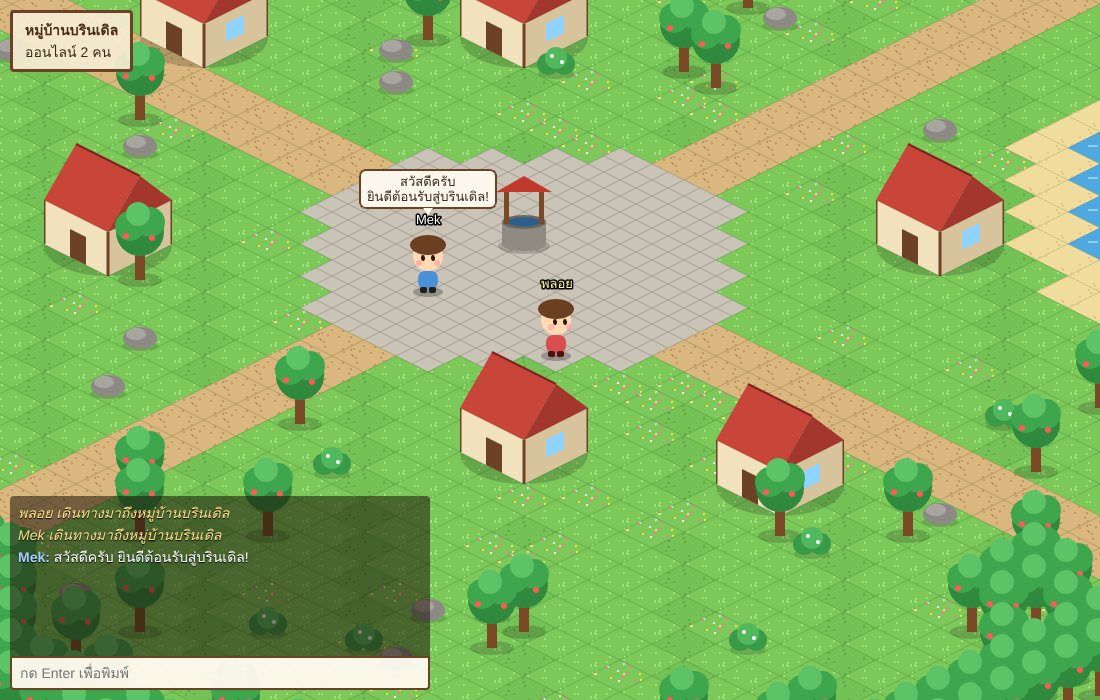 หมู่บ้านบรินเดิล
ออนไลน์ 2 คน
สวัสดีครับ
ยินดีต้อนรับสู่บรินเดิล!
Mek
พลอย
พลอย เดินทางมาถึงหมู่บ้านบรินเดิล
Mek เดินทางมาถึงหมู่บ้านบรินเดิล
Mek: สวัสดีครับ ยินดีต้อนรับสู่บรินเดิล!
กด Enter เพื่อพิมพ์